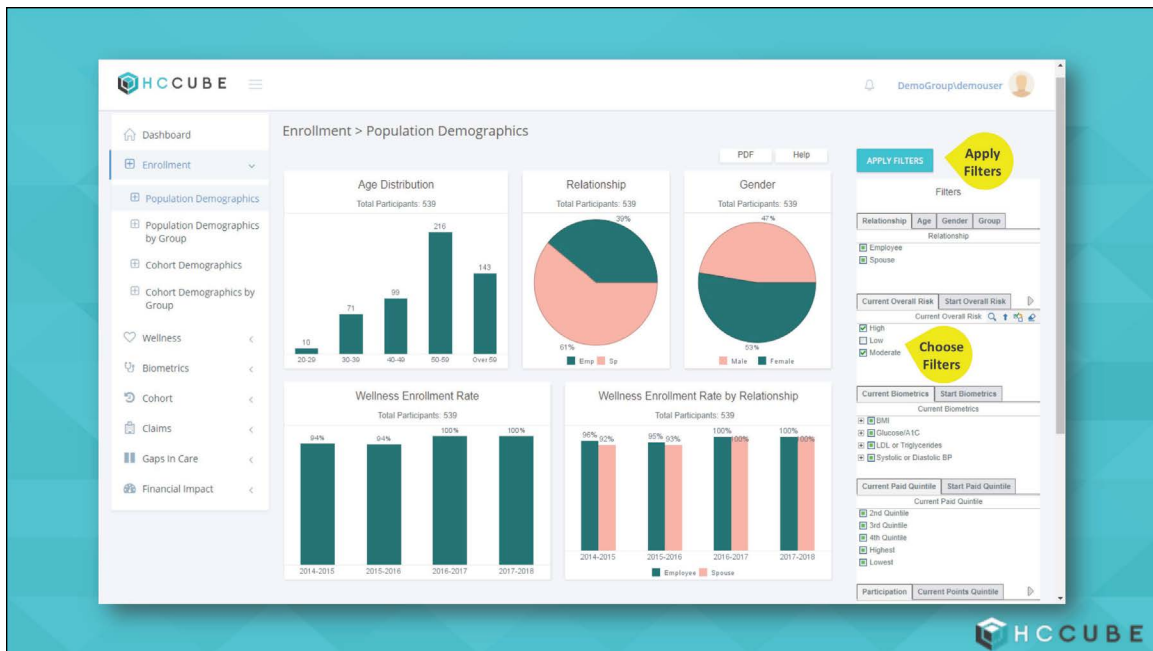 HCCUBE
DemoGroup\demouser
Dashboard
Enrollment
Population Demographics
Population Demographics
by Group
Cohort Demographics
Cohort Demographics by
Group
Wellness
Biometrics
Cohort
Claims
Gaps In Care
Financial Impact
Enrollment > Population Demographics
PDF
Help
Age Distribution
Total Participants: 539
10
71
99
216
143
20-29
30-39
40-49
50-59
Over 59
Relationship
Total Participants: 539
39%
61%
Emp
Sp
Gender
Total Participants: 539
47%
53%
Male
Female
Wellness Enrollment Rate
Total Participants: 539
94%
94%
100%
100%
2014-2015
2015-2016
2016-2017
2017-2018
Wellness Enrollment Rate by Relationship
Total Participants: 539
96%
92%
95%
93%
100%
100%
100%
100%
2014-2015
2015-2016
2016-2017
2017-2018
Employee
Spouse
APPLY FILTERS
Apply
Filters
Filters
Relationship
Age
Gender
Group
Relationship
Employee
Spouse
Current Overall Risk
Start Overall Risk
Current Overall Risk
High
Low
Moderate
Choose
Filters
Current Biometrics
Start Biometrics
Current Biometrics
BMI
Glucose/A1C
LDL or Triglycerides
Systolic or Diastolic BP
Current Paid Quintile
Start Paid Quintile
Current Paid Quintile
2nd Quintile
3rd Quintile
4th Quintile
Highest
Lowest
Participation
Current Points Quintile
HCCUBE